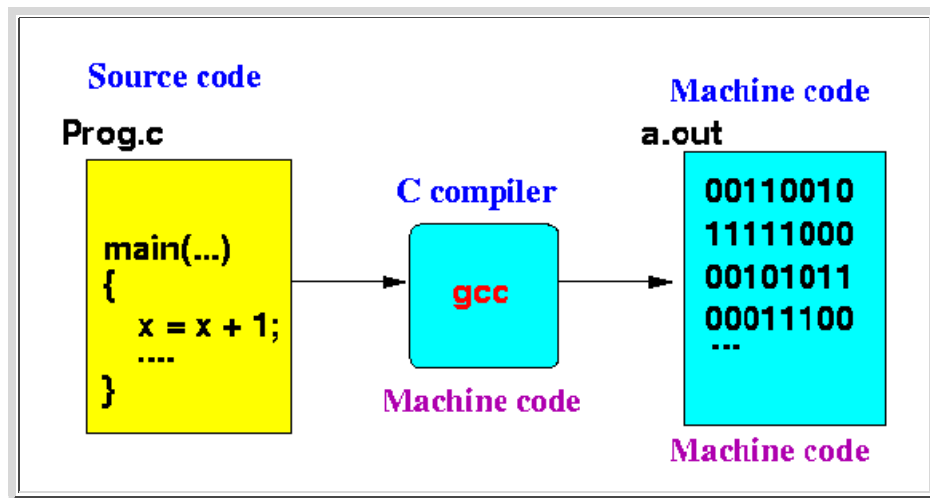 Source code
Prog.c
main(...)
{
x = x + 1;
....
}
C compiler
gcc
Machine code
Machine code
a.out
00110010
11111000
00101011
00011100
...
Machine code